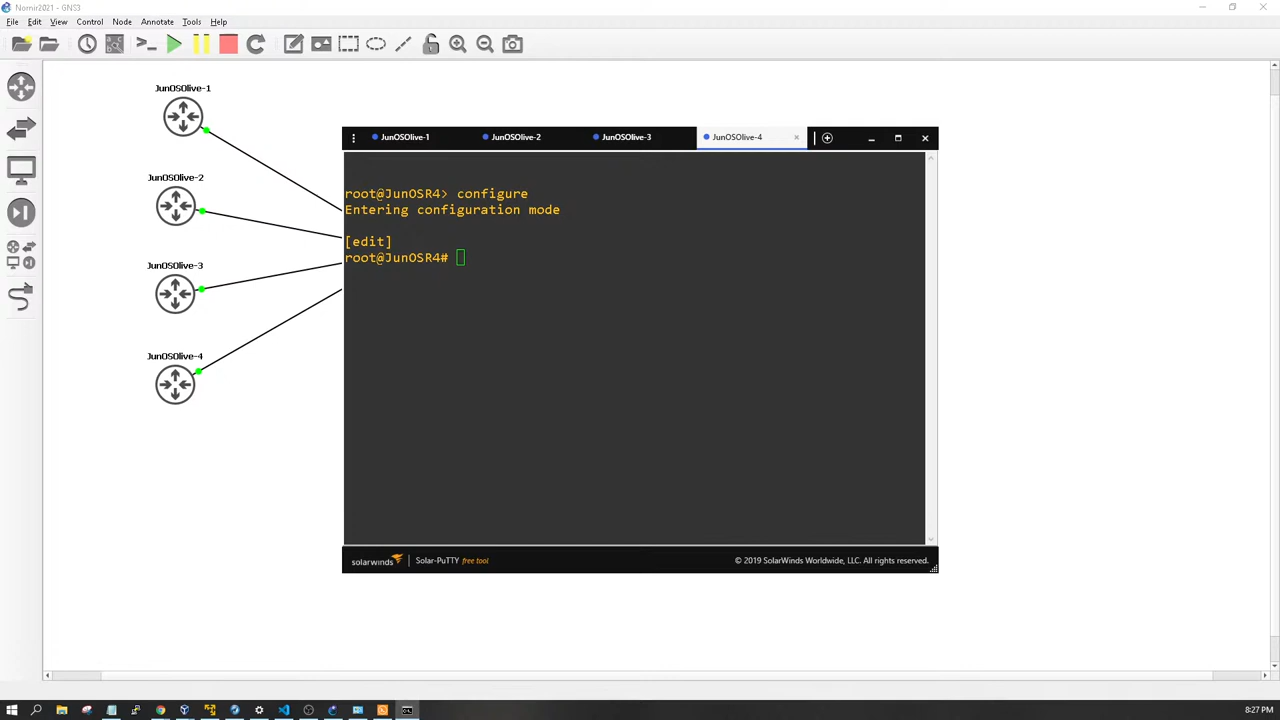 Nornir2021 - GNS3
File Edit View Control Node Annotate Tools Help
JunOSOlive-1
JunOSOlive-2
JunOSOlive-3
JunOSOlive-4
JunOSOlive-1 JunOSOlive-2 JunOSOlive-3 JunOSOlive-4
root@JunOSR4> configure
Entering configuration mode
[edit]
root@JunOSR4#
solarwinds Solar-PuTTY free tool © 2019 SolarWinds Worldwide, LLC. All rights reserved.
8:27 PM